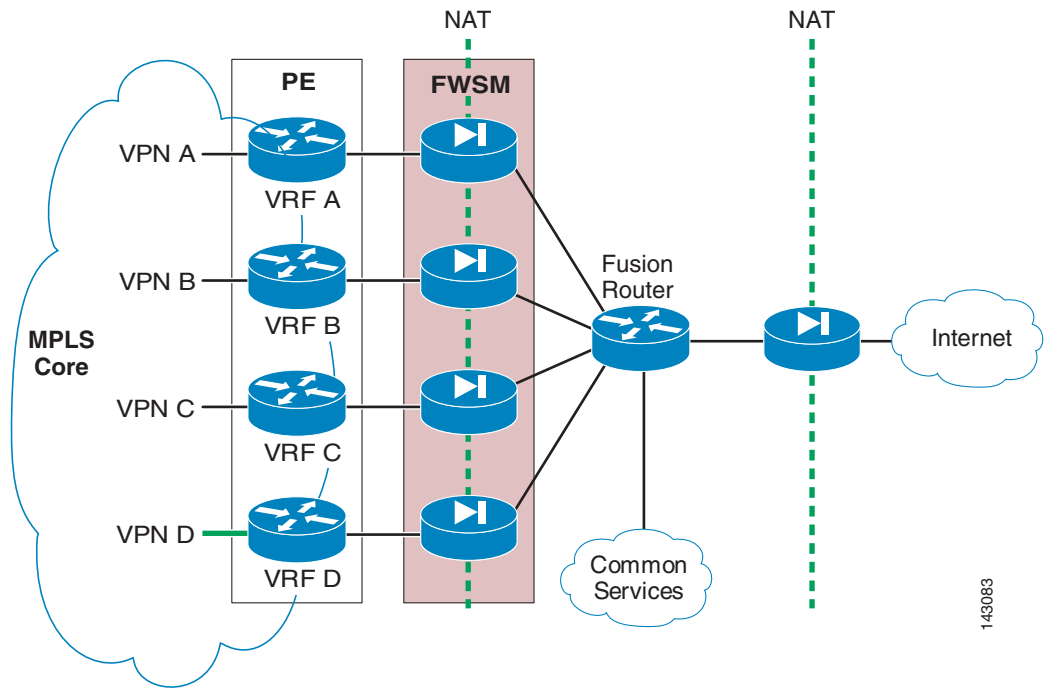 NAT
NAT
PE
FWSM
VPN A
VRF A
VPN B
VRF B
Fusion
Router
MPLS
Core
Internet
VPN C
VRF C
VPN D
VRF D
Common
Services
143083